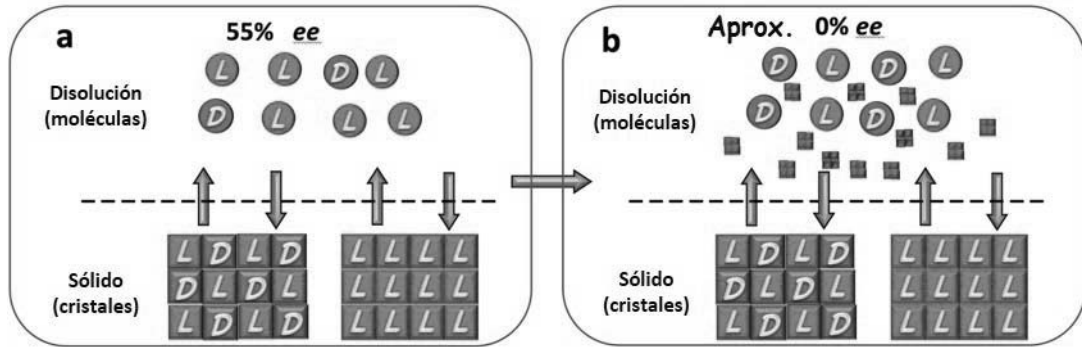 a
55% ee
L L D L
Disolución
(moléculas)
D L L L
L D L D L L L L
Sólido
(cristales)
D L D L L L L L
L D L D L L L L
b
Aprox. 0% ee
D L D L
Disolución
(moléculas)
D L D L
L D L D L L L L
Sólido
(cristales)
D L D L L L L L
L D L D L L L L